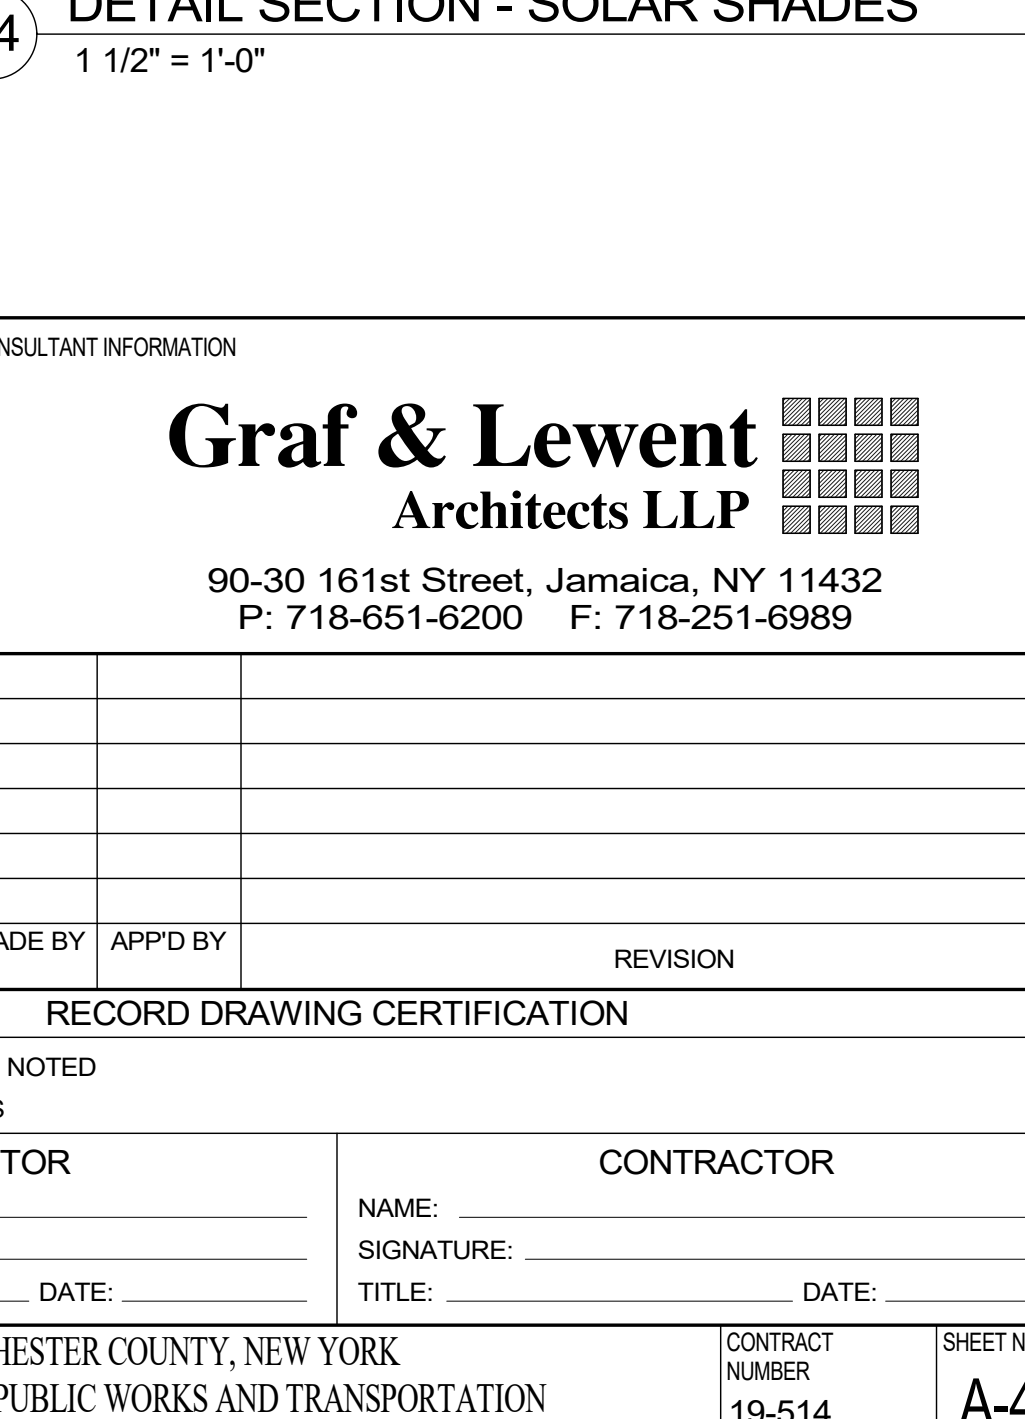 4 DETAIL SECTION - SOLAR SHADES
1 1/2" = 1'-0"
NSULTANT INFORMATION
Graf & Lewent
Architects LLP
90-30 161st Street, Jamaica, NY 11432
P: 718-651-6200 F: 718-251-6989
ADE BY APP'D BY REVISION
RECORD DRAWING CERTIFICATION
NOTED
S
TOR CONTRACTOR
NAME:
SIGNATURE:
DATE: TITLE: DATE:
HESTER COUNTY, NEW YORK CONTRACT NUMBER SHEET N
PUBLIC WORKS AND TRANSPORTATION 19-514 A-4